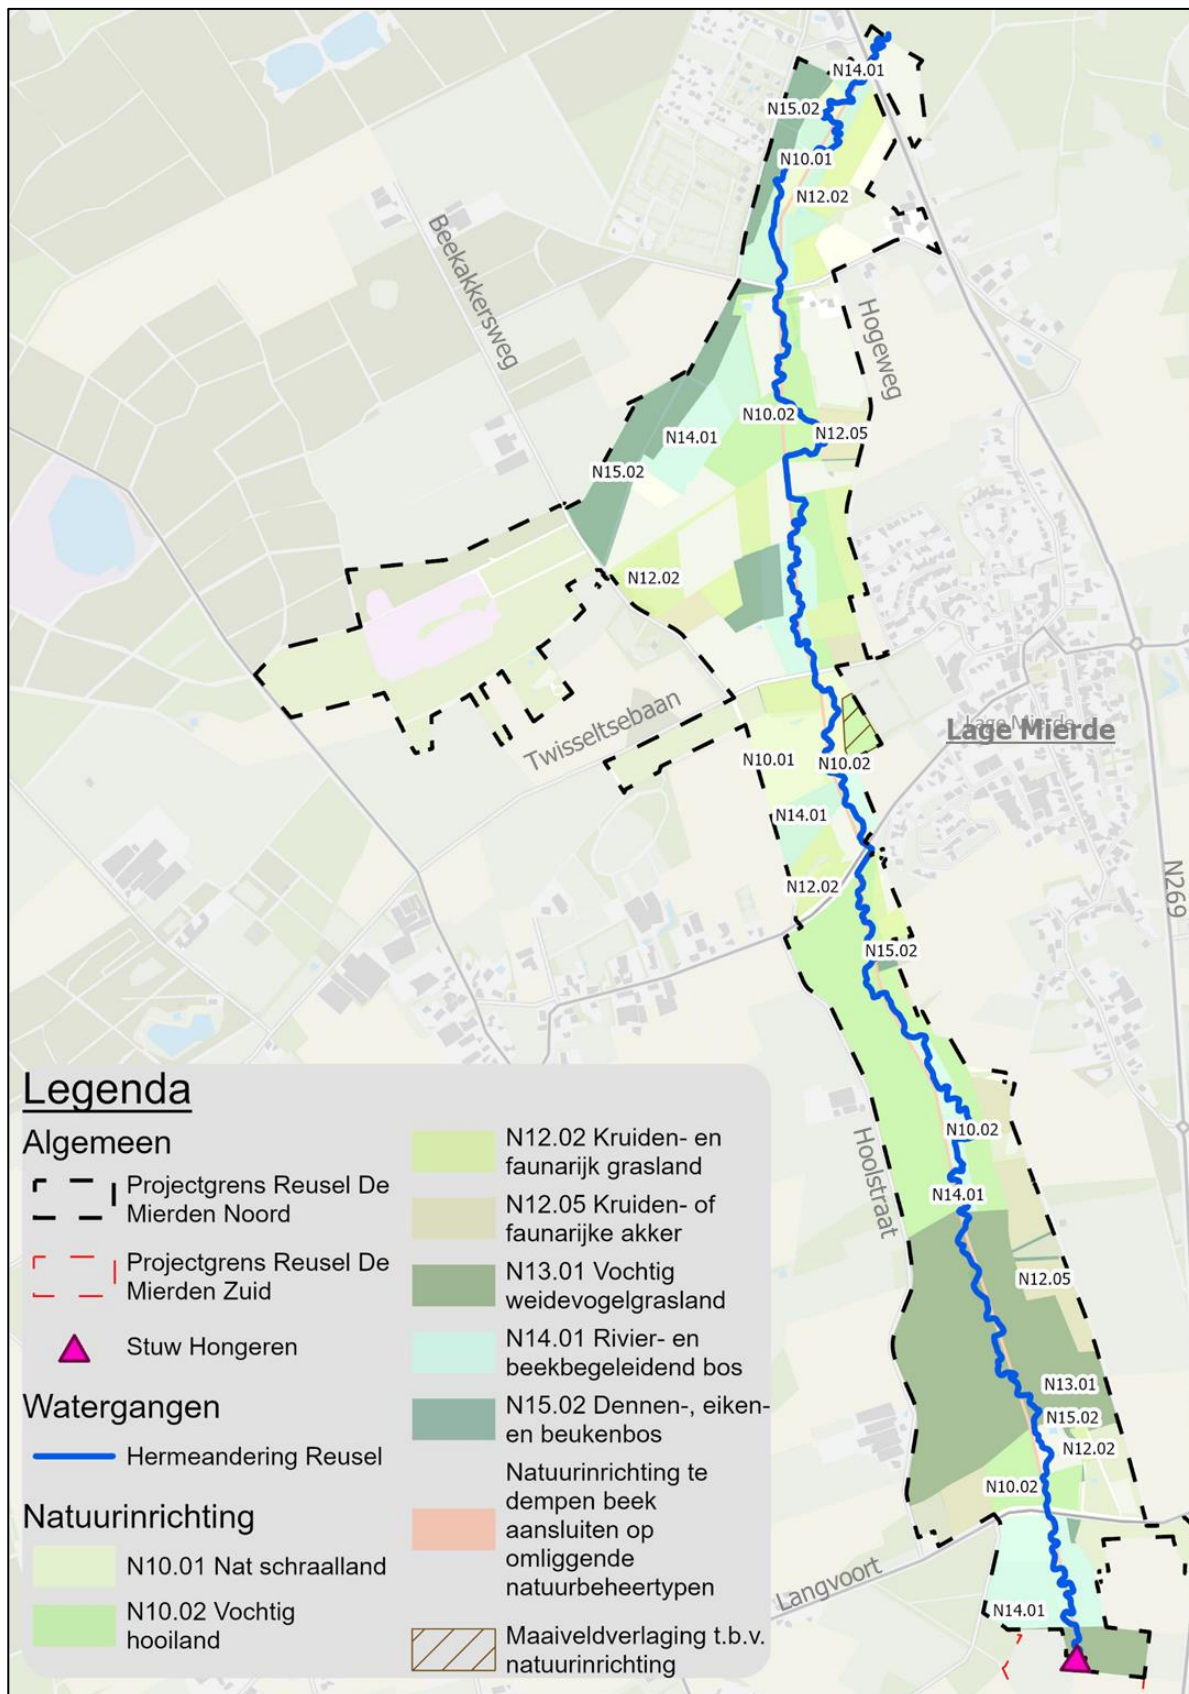 N14.01
N15.02
N10.01
N12.02
Beekakkersweg
Hogeweg
N10.02
N12.05
N14.01
N15.02
N12.02
Twisseltsebaan
Lage Mierde
Lage Mierde
N10.01
N10.02
N14.01
N12.02
N269
N15.02
N10.02
Hoolstraat
N14.01
N12.05
N13.01
N15.02
N12.02
N10.02
Langvoort
N14.01
Legenda
Algemeen
Projectgrens Reusel De
Mierden Noord
Projectgrens Reusel De
Mierden Zuid
Stuw Hongeren
Watergangen
Hermeandering Reusel
Natuurinrichting
N10.01 Nat schraalland
N10.02 Vochtig
hooiland
N12.02 Kruiden- en
faunarijk grasland
N12.05 Kruiden- of
faunarijke akker
N13.01 Vochtig
weidevogelgrasland
N14.01 Rivier- en
beekbegeleidend bos
N15.02 Dennen-, eiken-
en beukenbos
Natuurinrichting te
dempen beek
aansluiten op
omliggende
natuurbeheertypen
Maaiveldverlaging t.b.v.
natuurinrichting